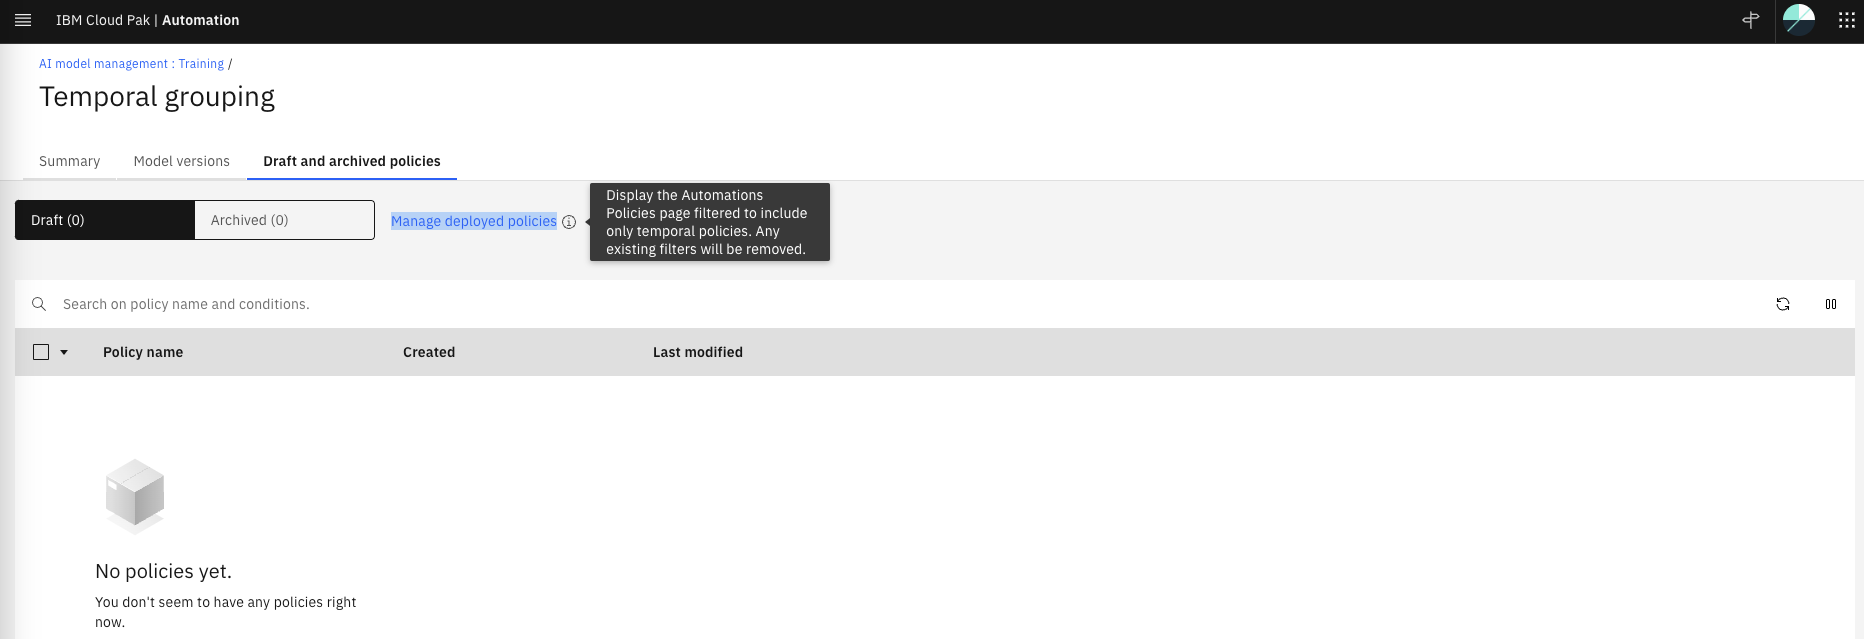 IBM Cloud Pak | Automation
AI model management : Training /
Temporal grouping
Summary
Model versions
Draft and archived policies
Draft (0)
Archived (0)
Manage deployed policies
Display the Automations
Policies page filtered to include
only temporal policies. Any
existing filters will be removed.
Search on policy name and conditions.
Policy name
Created
Last modified
No policies yet.
You don't seem to have any policies right
now.